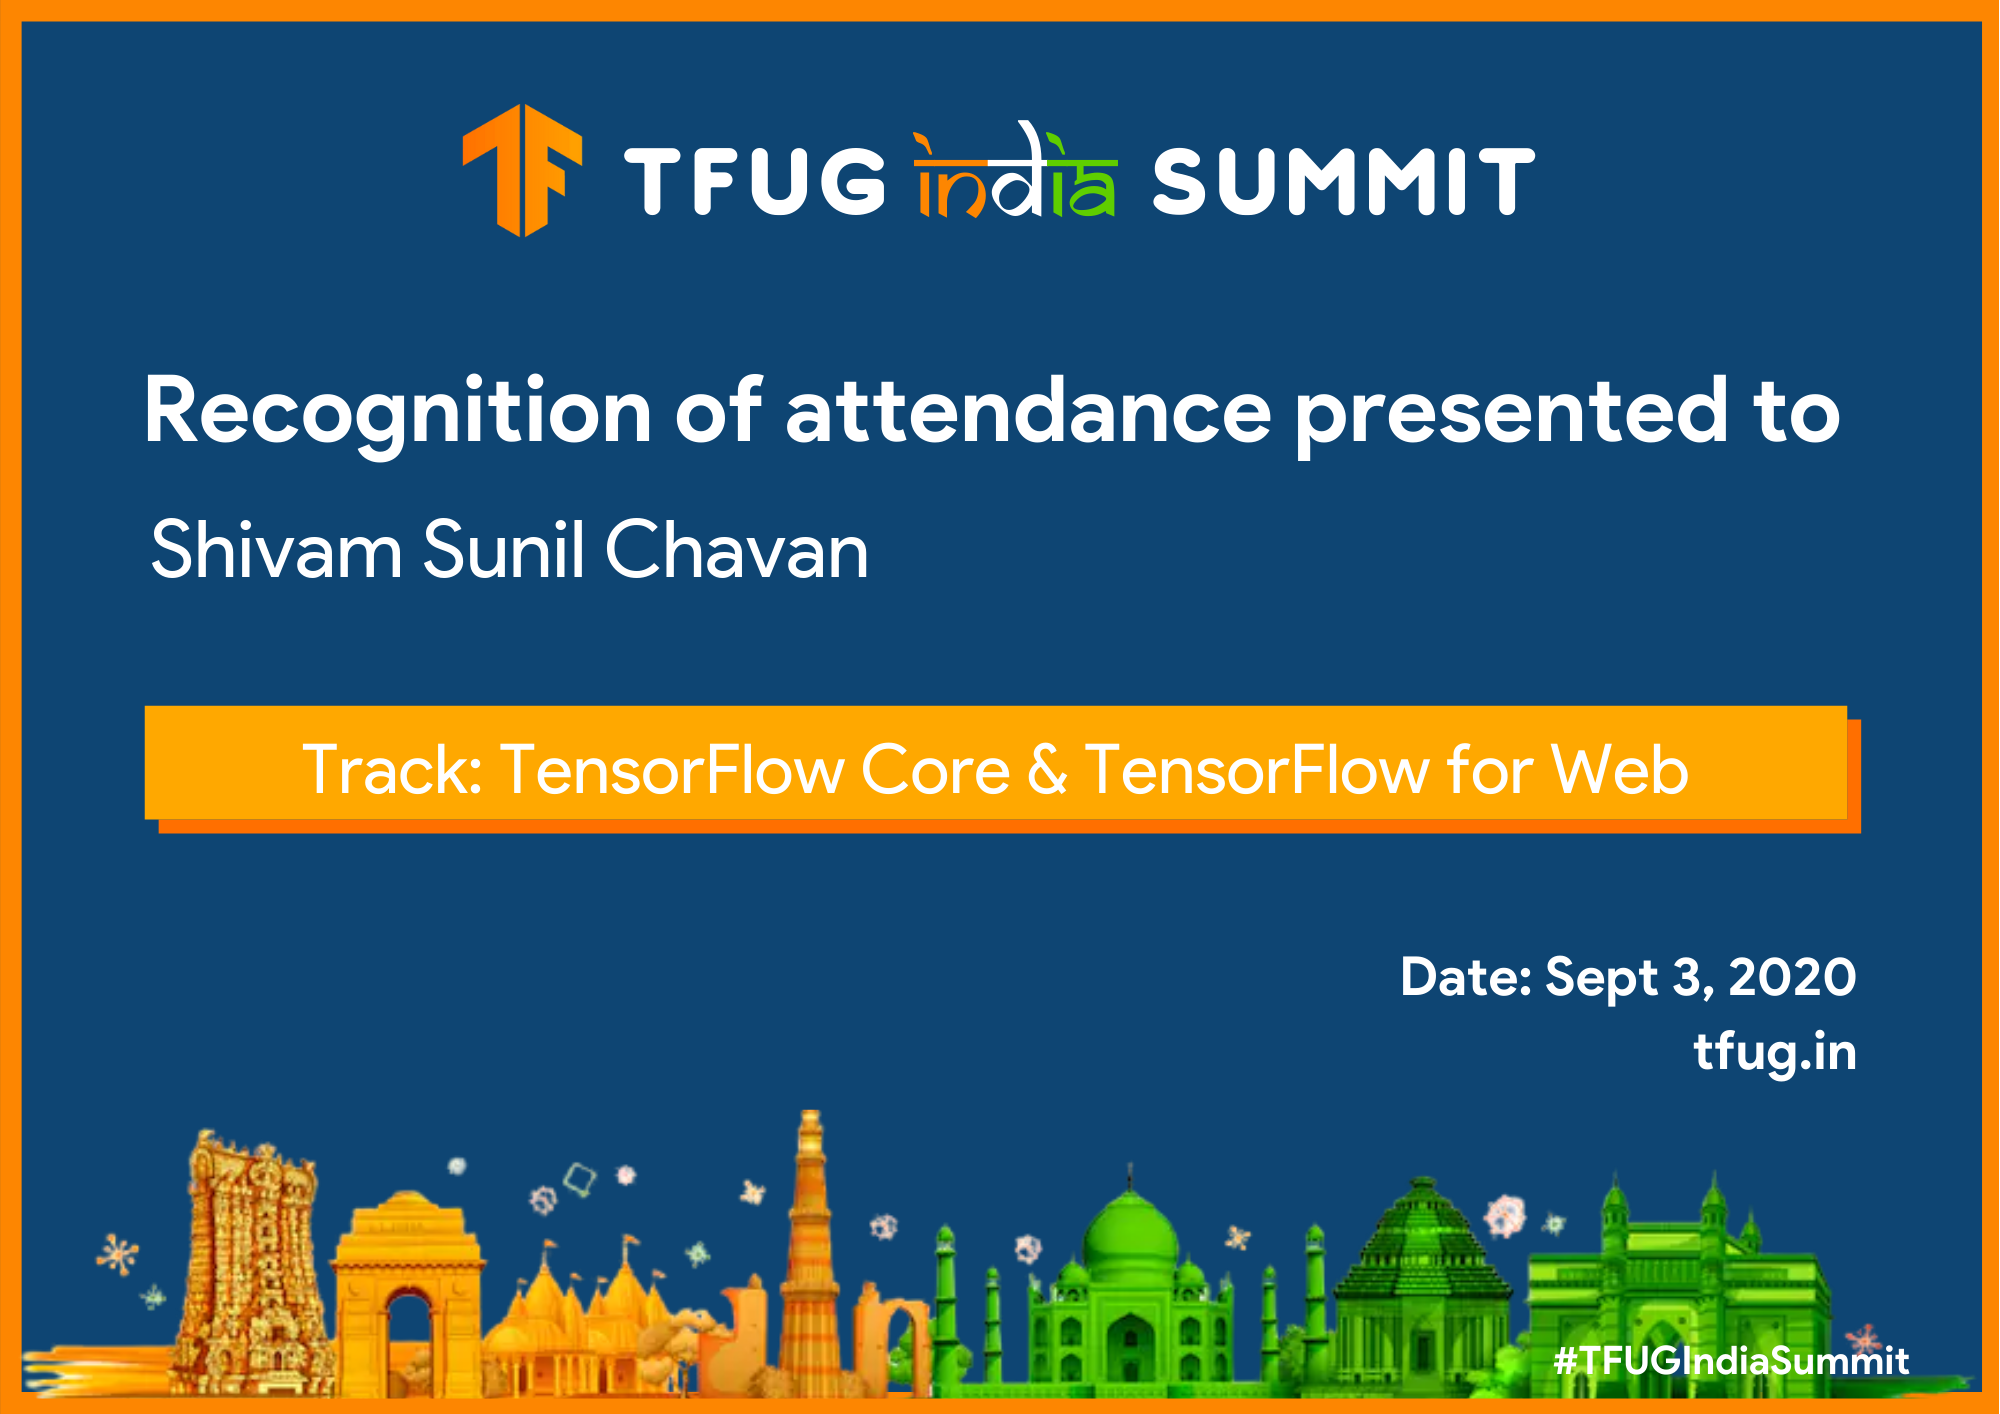 TFUG india SUMMIT
Recognition of attendance presented to
Shivam Sunil Chavan
Track: TensorFlow Core & TensorFlow for Web
Date: Sept 3, 2020
tfug.in
#TFUGIndiaSummit